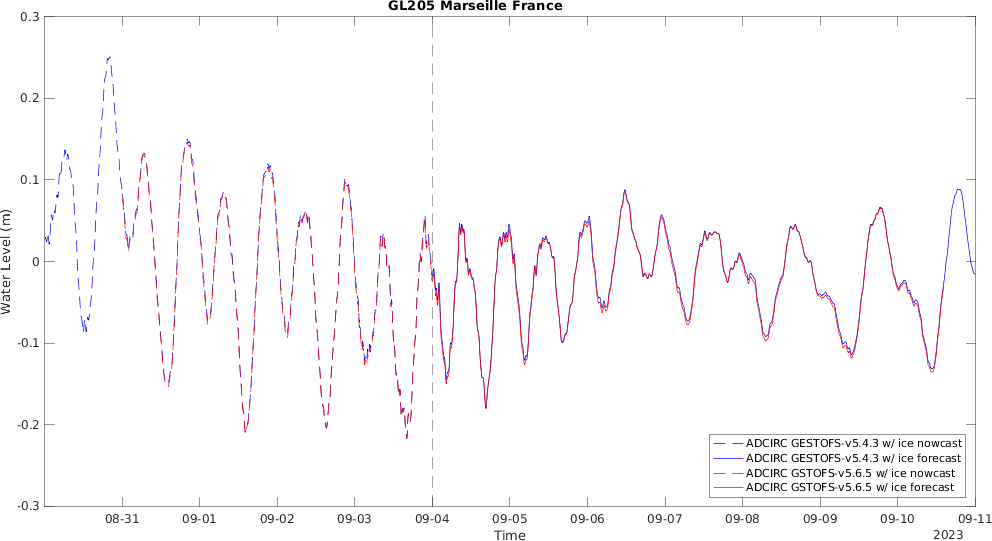 GL205 Marseille France
0.3
0.2
0.1
0
-0.1
-0.2
-0.3
Water Level (m)
ADCIRC GESTOFS-v5.4.3 w/ ice nowcast
ADCIRC GESTOFS-v5.4.3 w/ ice forecast
ADCIRC GSTOFS-v5.6.5 w/ ice nowcast
ADCIRC GSTOFS-v5.6.5 w/ ice forecast
08-31 09-01 09-02 09-03 09-04 09-05 09-06 09-07 09-08 09-09 09-10 09-11
Time
2023